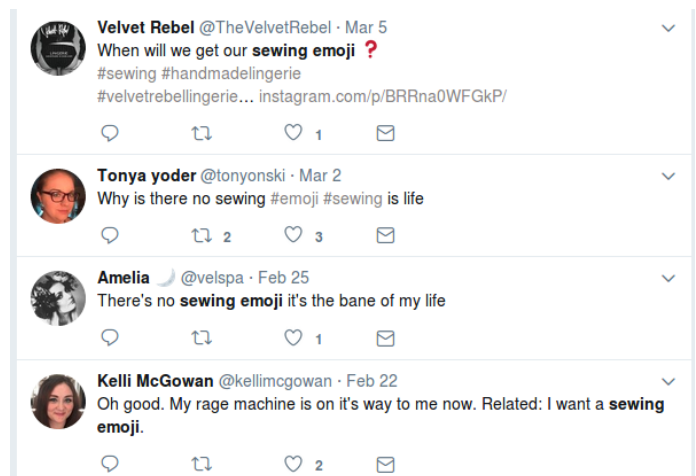 Velvet Rebel @TheVelvetRebel · Mar 5
When will we get our sewing emoji ❓
#sewing #handmadelingerie
#velvetrebellingerie… instagram.com/p/BRRna0WFGkP/
1
Tonya yoder @tonyonski · Mar 2
Why is there no sewing #emoji #sewing is life
2 3
Amelia 🌙 @velspa · Feb 25
There's no sewing emoji it's the bane of my life
1
Kelli McGowan @kellimcgowan · Feb 22
Oh good. My rage machine is on it's way to me now. Related: I want a sewing
emoji.
2